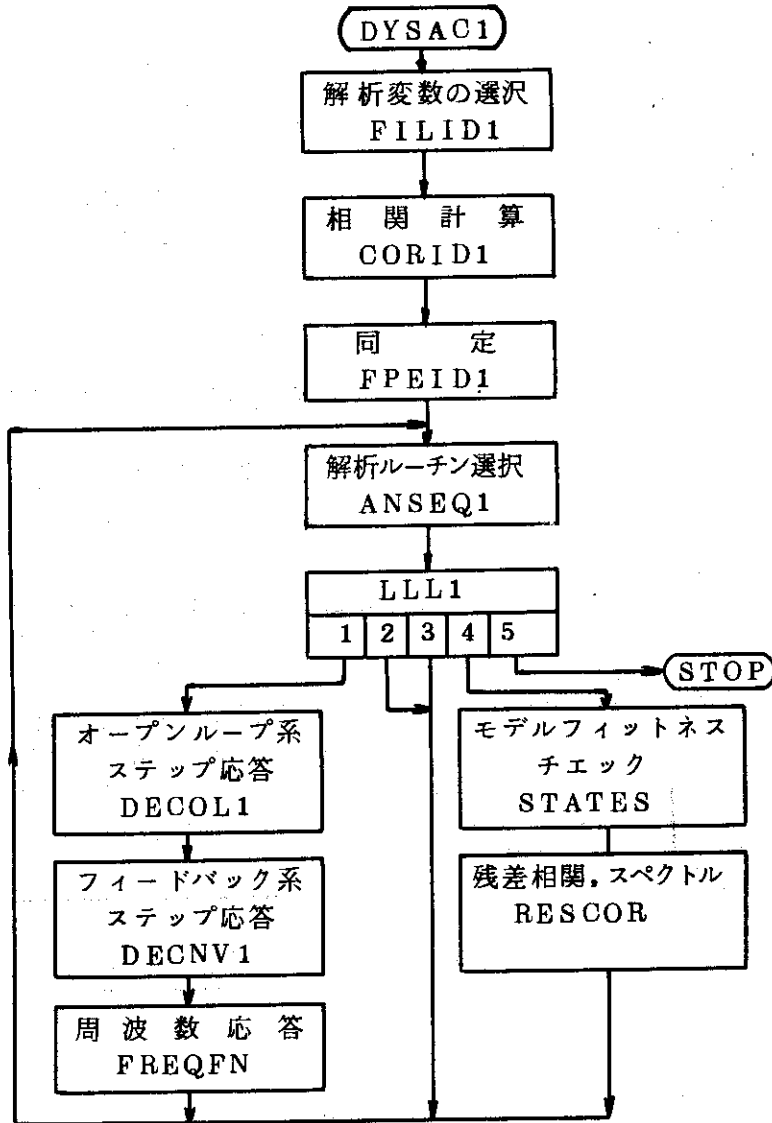 DYSAC1
解析変数の選沢
FILID1
相関計算
CORID1
同定
FPEID1
解析ルーチン選択
ANSEQ1
LLL1
1 2 3 4 5
STOP
オープンループ系
ステップ応答
DECOL1
フィードバック系
ステップ応答
DECNV1
周波数応答
FREQFN
モデルフィットネス
チェック
STATES
残差相関。スペクトル
RESCOR